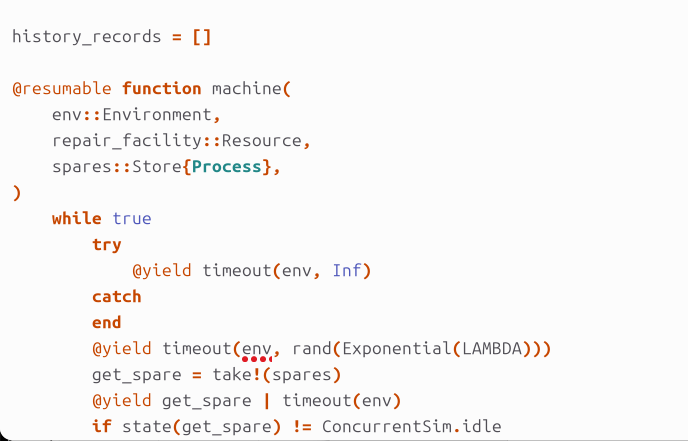 history_records = []
@resumable function machine(
    env::Environment,
    repair_facility::Resource,
    spares::Store{Process},
)
    while true
        try
            @yield timeout(env, Inf)
        catch
        end
        @yield timeout(env, rand(Exponential(LAMBDA)))
        get_spare = take!(spares)
        @yield get_spare | timeout(env)
        if state(get_spare) != ConcurrentSim.idle